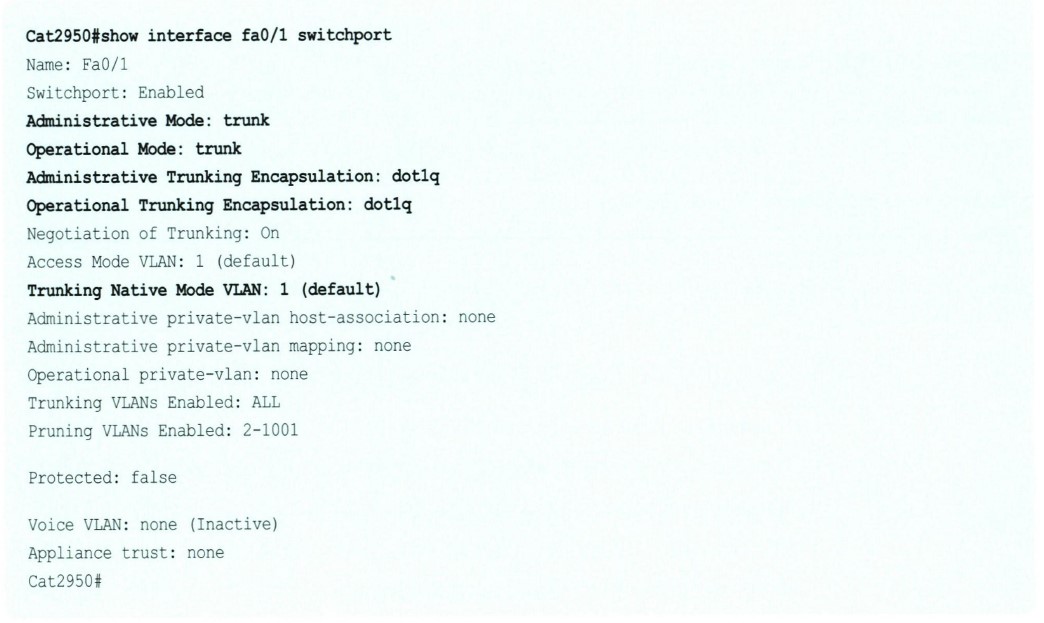 Cat2950#show interface fa0/1 switchport
Name: Fa0/1
Switchport: Enabled
Administrative Mode: trunk
Operational Mode: trunk
Administrative Trunking Encapsulation: dot1q
Operational Trunking Encapsulation: dot1q
Negotiation of Trunking: On
Access Mode VLAN: 1 (default)
Trunking Native Mode VLAN: 1 (default)
Administrative private-vlan host-association: none
Administrative private-vlan mapping: none
Operational private-vlan: none
Trunking VLANs Enabled: ALL
Pruning VLANs Enabled: 2-1001
Protected: false
Voice VLAN: none (Inactive)
Appliance trust: none
Cat2950#